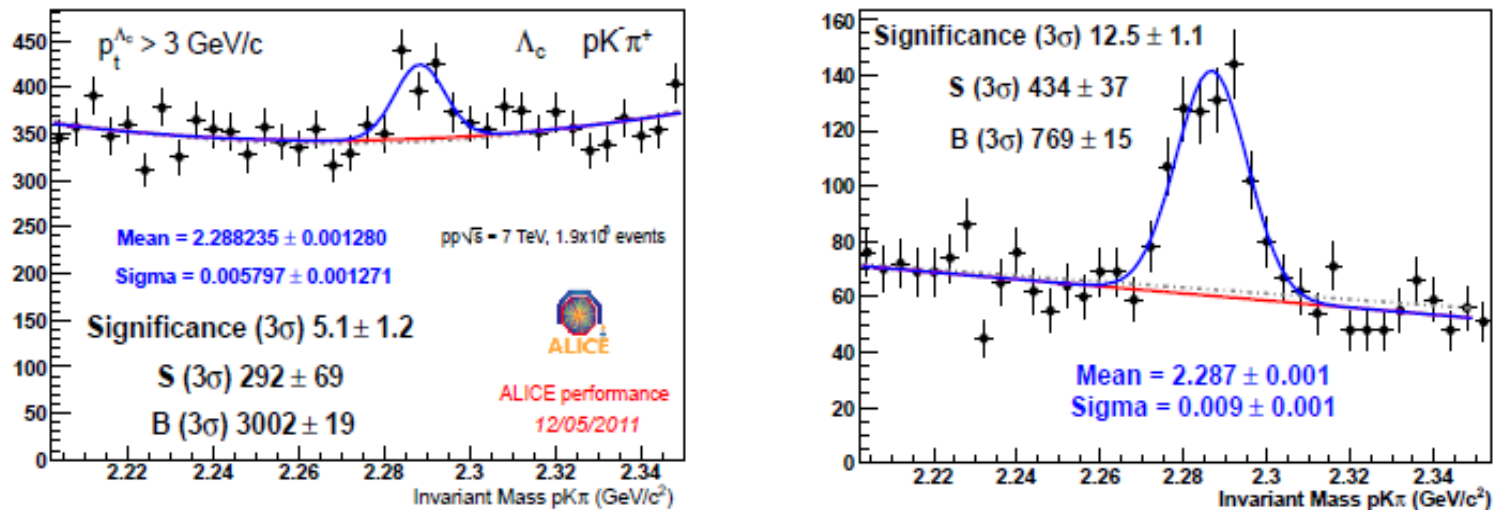 p_t^Λc > 3 GeV/c Λ_c pK⁻π⁺
450
400
350
300
250
200
150
100
50
0
Mean = 2.288235 ± 0.001280
Sigma = 0.005797 ± 0.001271
pp√s = 7 TeV, 1.9x10⁸ events
Significance (3σ) 5.1 ± 1.2
S (3σ) 292 ± 69
B (3σ) 3002 ± 19
ALICE
ALICE performance
12/05/2011
2.22 2.24 2.26 2.28 2.3 2.32 2.34
Invariant Mass pKπ (GeV/c²)
160
140
120
100
80
60
40
20
0
Significance (3σ) 12.5 ± 1.1
S (3σ) 434 ± 37
B (3σ) 769 ± 15
Mean = 2.287 ± 0.001
Sigma = 0.009 ± 0.001
2.22 2.24 2.26 2.28 2.3 2.32 2.34
Invariant Mass pKπ (GeV/c²)